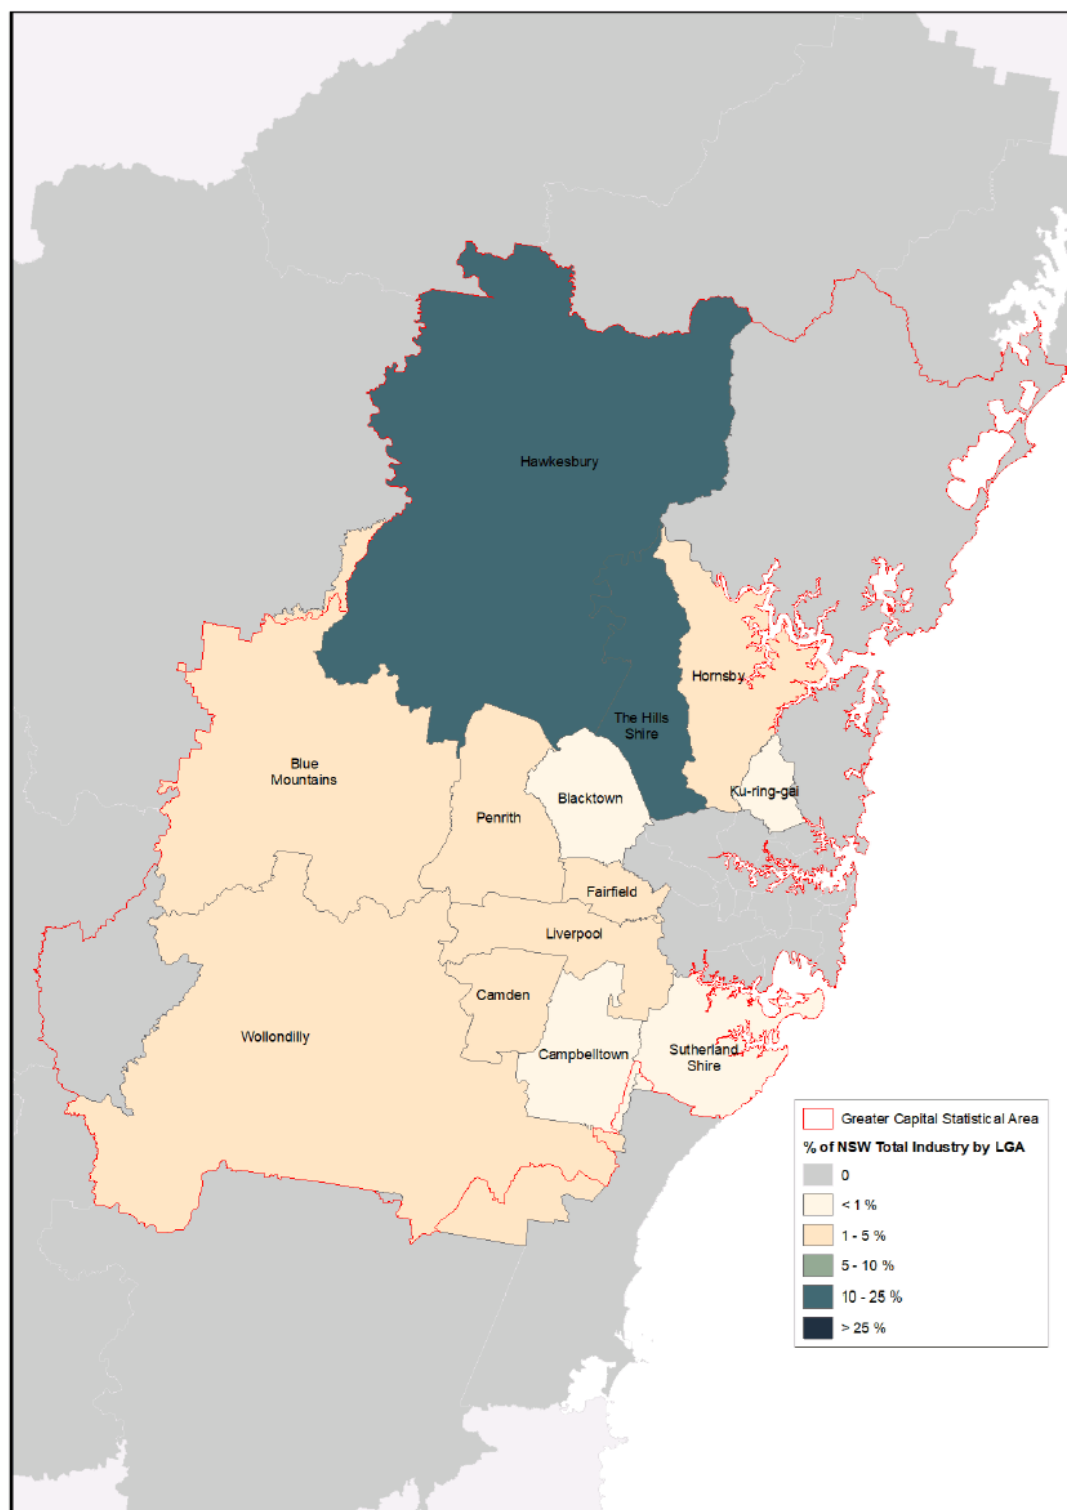 Hawkesbury
Hornsby
The Hills
Shire
Blue
Mountains
Ku-ring-gai
Blacktown
Penrith
Fairfield
Liverpool
Camden
Wollondilly
Campbelltown
Sutherland
Shire
Greater Capital Statistical Area
% of NSW Total Industry by LGA
0
< 1 %
1 - 5 %
5 - 10 %
10 - 25 %
> 25 %